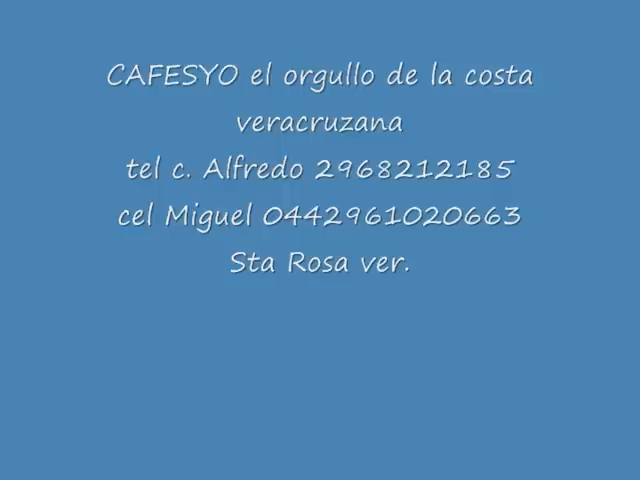 CAFESYO el orgullo de la costa
veracruzana
tel c. Alfredo 2968212185
cel Miguel 0442961020663
Sta Rosa ver.